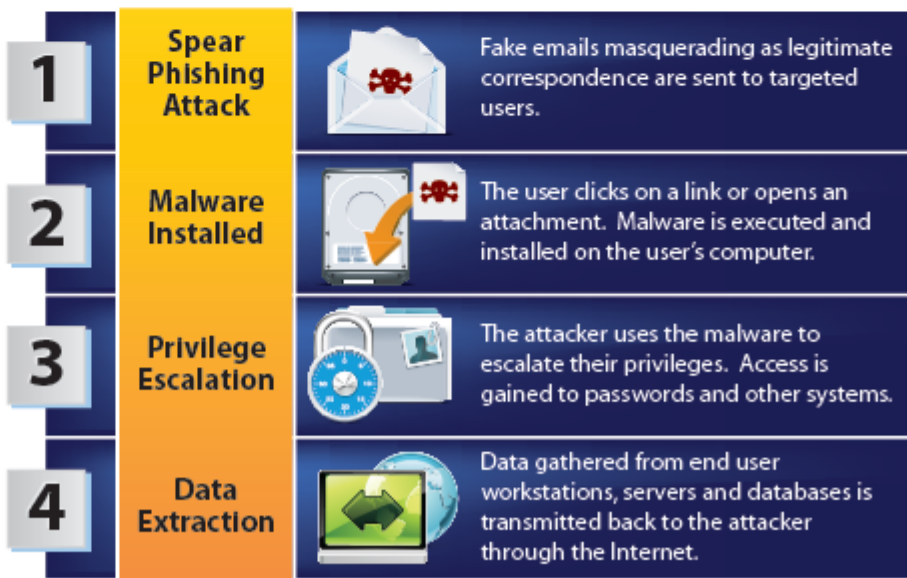 1
Spear
Phishing
Attack
Fake emails masquerading as legitimate
correspondence are sent to targeted
users.
2
Malware
Installed
The user clicks on a link or opens an
attachment. Malware is executed and
installed on the user's computer.
3
Privilege
Escalation
The attacker uses the malware to
escalate their privileges. Access is
gained to passwords and other systems.
4
Data
Extraction
Data gathered from end user
workstations, servers and databases is
transmitted back to the attacker
through the Internet.